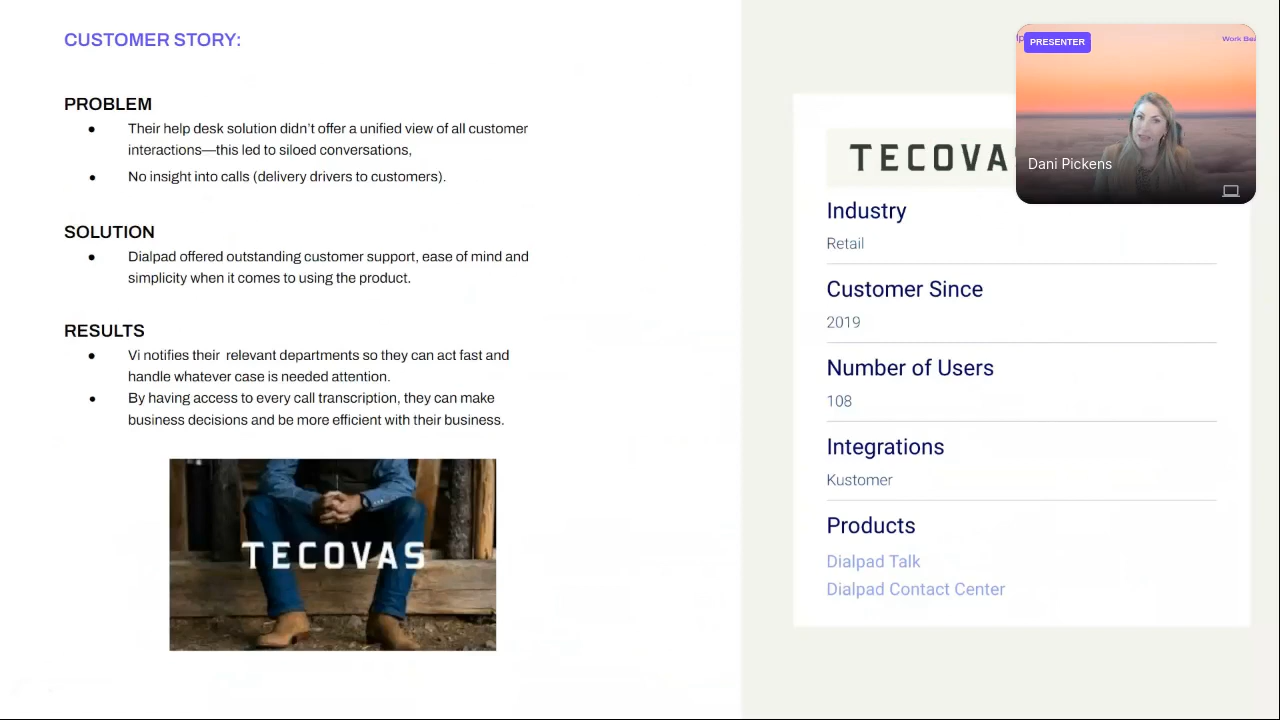 CUSTOMER STORY:
PROBLEM
● Their help desk solution didn't offer a unified view of all customer
interactions—this led to siloed conversations,
● No insight into calls (delivery drivers to customers).
SOLUTION
● Dialpad offered outstanding customer support, ease of mind and
simplicity when it comes to using the product.
RESULTS
● Vi notifies their relevant departments so they can act fast and
handle whatever case is needed attention.
● By having access to every call transcription, they can make
business decisions and be more efficient with their business.
TECOVAS
TECOVA
Industry
Retail
Customer Since
2019
Number of Users
108
Integrations
Kustomer
Products
Dialpad Talk
Dialpad Contact Center
PRESENTER
Work Bea
Dani Pickens